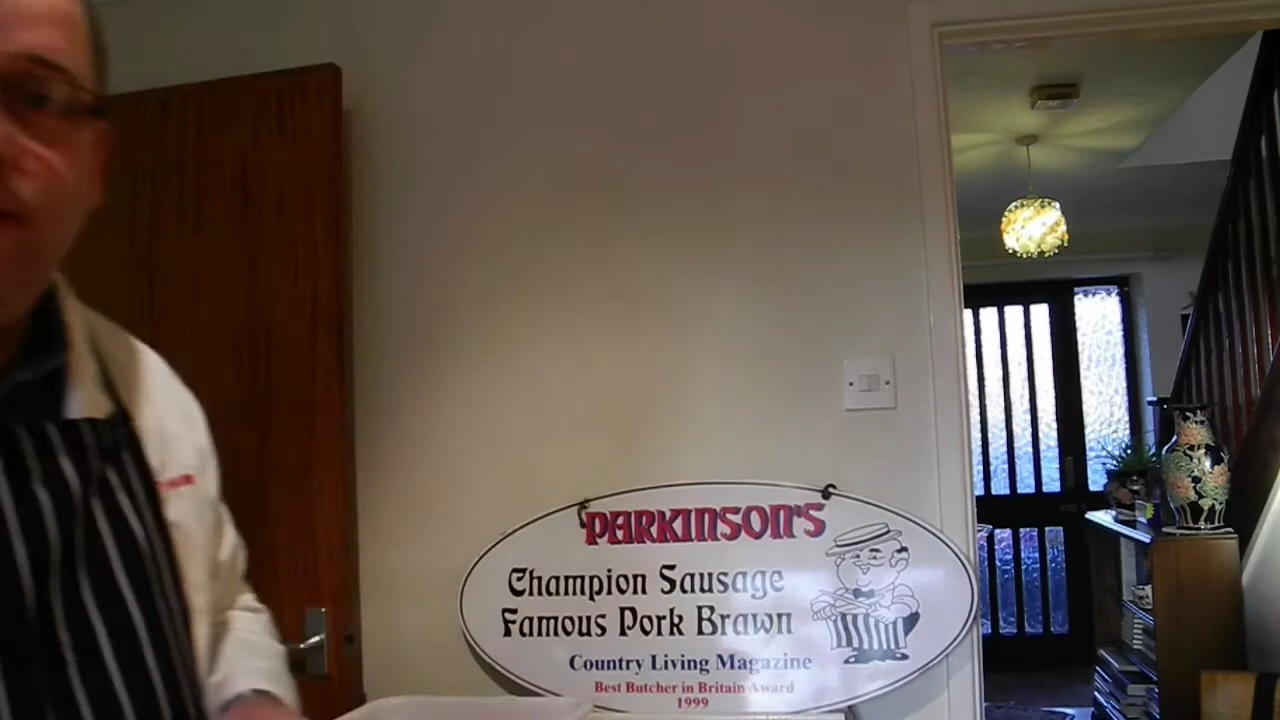 PARKINSON'S
Champion Sausage
Famous Pork Brawn
Country Living Magazine
Best Butcher in Britain Award
1999